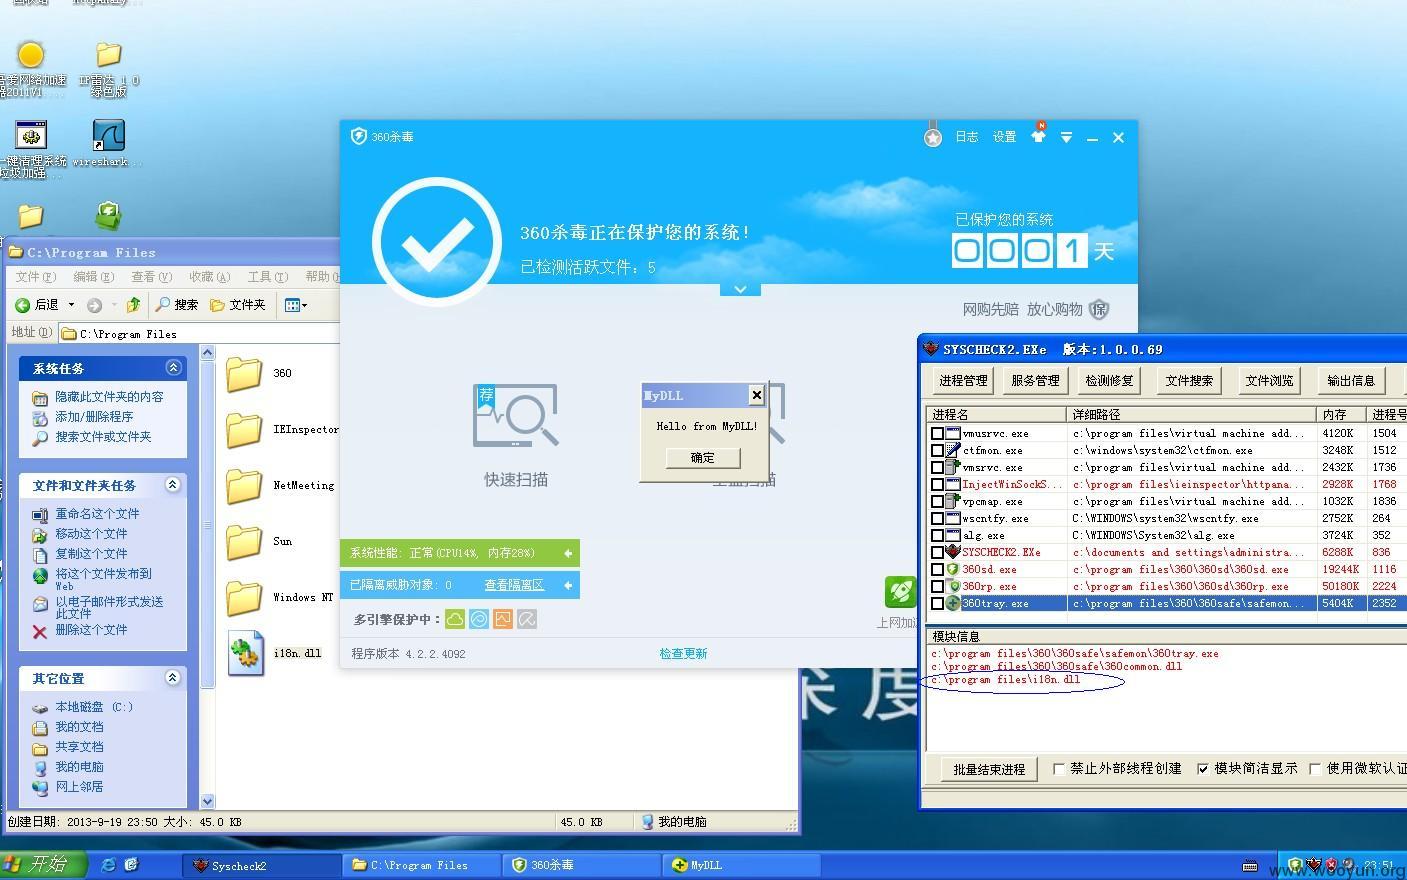 IP雷达_1.0
绿色版
一键清理系统
垃圾加强...
wireshark...
C:\Program Files
文件(F) 编辑(E) 查看(V) 收藏(A) 工具(T) 帮助(H
后退 搜索 文件夹
地址(D) C:\Program Files
系统任务
隐藏此文件夹的内容
添加/删除程序
搜索文件或文件夹
文件和文件夹任务
重命名这个文件
移动这个文件
复制这个文件
将这个文件发布到
Web
以电子邮件形式发送
此文件
删除这个文件
其它位置
本地磁盘 (C:)
我的文档
共享文档
我的电脑
网上邻居
360
IEInspector
NetMeeting
Sun
Windows NT
i18n.dll
创建日期: 2013-9-19 23:50 大小: 45.0 KB
45.0 KB
我的电脑
360杀毒
日志 设置
N
360杀毒正在保护您的系统!
已检测活跃文件: 5
已保护您的系统
0001天
网购先赔 放心购物 保
荐
快速扫描
全盘扫描
MyDLL
Hello from MyDLL!
确定
系统性能: 正常(CPU14%, 内存28%)
已隔离威胁对象: 0 查看隔离区
多引擎保护中:
上网加速
程序版本 4.2.2.4092
检查更新
深度
SYSCHECK2.EXe 版本:1.0.0.69
进程管理 服务管理 检测修复 文件搜索 文件浏览 输出信息
进程名 详细路径 内存 进程号
vmusrvc.exe c:\program files\virtual machine add... 4120K 1504
ctfmon.exe c:\windows\system32\ctfmon.exe 3248K 1512
vmsrvc.exe c:\program files\virtual machine add... 2432K 1736
InjectWinSockS... c:\program files\ieinspector\httpana... 2928K 1768
vpcmap.exe c:\program files\virtual machine add... 1032K 1836
wscntfy.exe C:\WINDOWS\system32\wscntfy.exe 2752K 264
alg.exe C:\WINDOWS\System32\alg.exe 3724K 352
SYSCHECK2.EXe c:\documents and settings\administra... 6288K 836
360sd.exe c:\program files\360\360sd\360sd.exe 19244K 1116
360rp.exe c:\program files\360\360sd\360rp.exe 50180K 2224
360tray.exe c:\program files\360\360safe\safemon... 5404K 2352
模块信息
c:\program files\360\360safe\safemon\360tray.exe
c:\program files\360\360safe\360common.dll
c:\program files\i18n.dll
批量结束进程 禁止外部线程创建 模块简洁显示 使用微软认证
开始
Syscheck2
C:\Program Files
360杀毒
MyDLL
23:51
www.wooyun.org